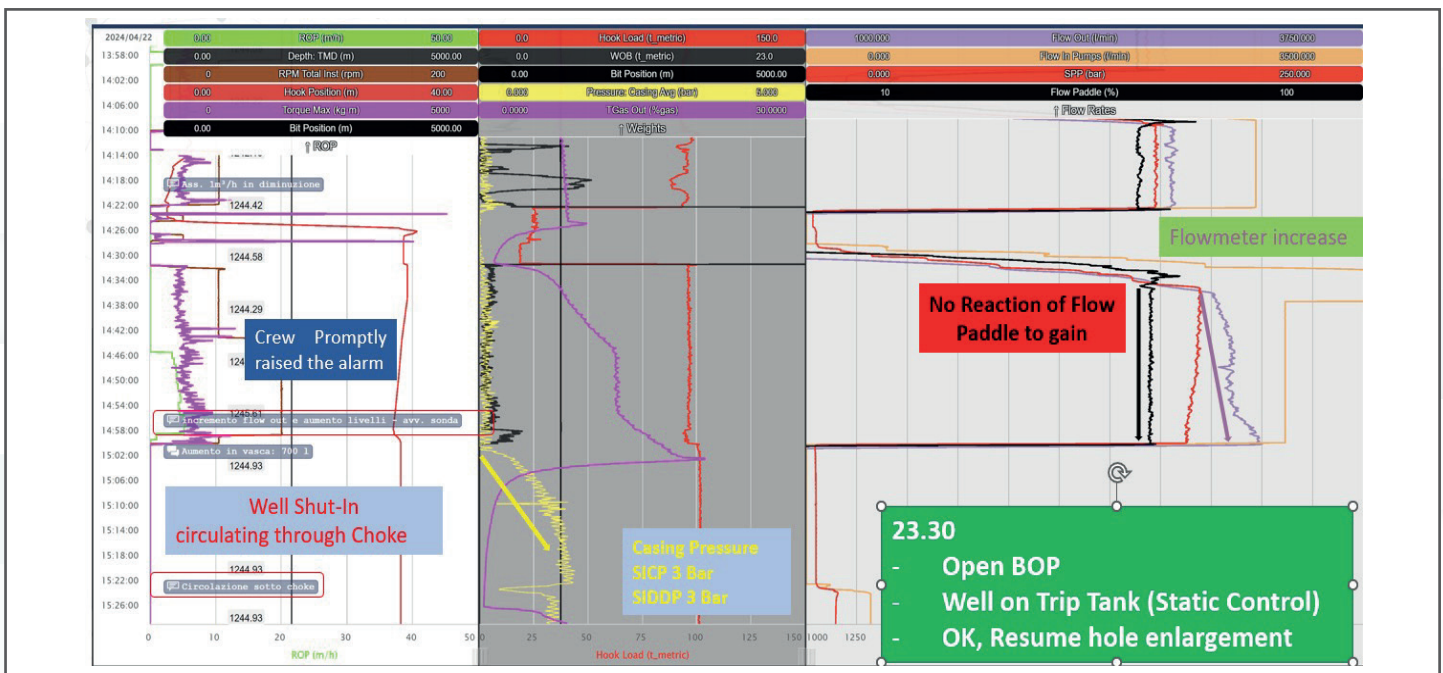 2024/04/22
0.00 ROP (m/h) 50.00
0.00 Depth: TMD (m) 5000.00
0 RPM Total Inst (rpm) 200
0.00 Hook Position (m) 40.00
0 Torque Max (kg.m) 5000
0.00 Bit Position (m) 5000.00
↑ ROP
0.0 Hook Load (t_metric) 150.0
0.0 WOB (t_metric) 23.0
0.00 Bit Position (m) 5000.00
0.000 Pressure: Casing Avg (bar) 5.000
0.0000 TGas Out (%gas) 30.0000
↑ Weights
1000.000 Flow Out (l/min) 3750.000
0.000 Flow In Pumps (l/min) 3500.000
0.000 SPP (bar) 250.000
10 Flow Paddle (%) 100
↑ Flow Rates
13:58:00
14:02:00
14:06:00
14:10:00
14:14:00
14:18:00
14:22:00
14:26:00
14:30:00
14:34:00
14:38:00
14:42:00
14:46:00
14:50:00
14:54:00
14:58:00
15:02:00
15:06:00
15:10:00
15:14:00
15:18:00
15:22:00
15:26:00
Ass. 1m³/h in diminuzione
1244.42
1244.58
1244.29
Crew Promptly
raised the alarm
1245.61
incremento flow out e aumento livelli - avv. sonda
Aumento in vasca: 700 l
1244.93
Well Shut-In
circulating through Choke
1244.93
Circolazione sotto choke
1244.93
Casing Pressure
SICP 3 Bar
SIDDP 3 Bar
Flowmeter increase
No Reaction of Flow
Paddle to gain
23.30
- Open BOP
- Well on Trip Tank (Static Control)
- OK, Resume hole enlargement
0 10 20 30 40 50
ROP (m/h)
0 25 50 75 100 125 150
Hook Load (t_metric)
1000 1250